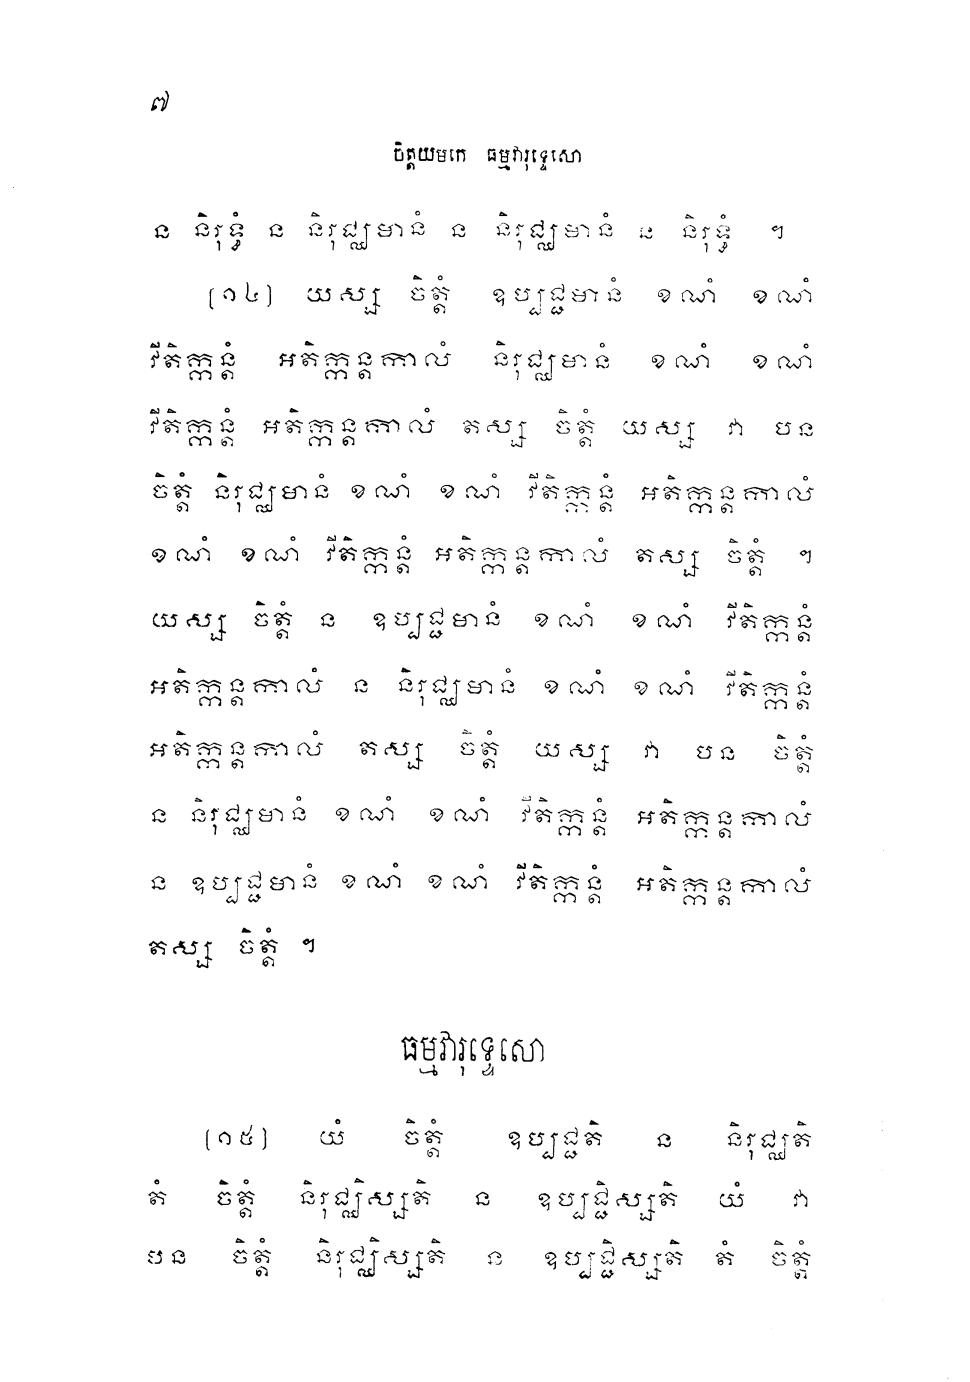 ៧
ចិត្តយមកេ ធម្មវារុទ្ទេសោ
ន និរុទ្ធំ ន និរុជ្ឈមានំ ន និរុជ្ឈមានំ ន និរុទ្ធំ ។
(១៤) យស្ស ចិត្តំ ឧប្បជ្ជមានំ ខណំ ខណំ
វីតិក្កន្តំ អតិក្កន្តកាលំ និរុជ្ឈមានំ ខណំ ខណំ
វីតិក្កន្តំ អតិក្កន្តកាលំ តស្ស ចិត្តំ យស្ស វា បន
ចិត្តំ និរុជ្ឈមានំ ខណំ ខណំ វីតិក្កន្តំ អតិក្កន្តកាលំ
ខណំ ខណំ វីតិក្កន្តំ អតិក្កន្តកាលំ តស្ស ចិត្តំ ។
យស្ស ចិត្តំ ន ឧប្បជ្ជមានំ ខណំ ខណំ វីតិក្កន្តំ
អតិក្កន្តកាលំ ន និរុជ្ឈមានំ ខណំ ខណំ វីតិក្កន្តំ
អតិក្កន្តកាលំ តស្ស ចិត្តំ យស្ស វា បន ចិត្តំ
ន និរុជ្ឈមានំ ខណំ ខណំ វីតិក្កន្តំ អតិក្កន្តកាលំ
ន ឧប្បជ្ជមានំ ខណំ ខណំ វីតិក្កន្តំ អតិក្កន្តកាលំ
តស្ស ចិត្តំ ។
ធម្មវារុទ្ទេសោ
(១៥) យំ ចិត្តំ ឧប្បជ្ជតិ ន និរុជ្ឈតិ
តំ ចិត្តំ និរុជ្ឈិស្សតិ ន ឧប្បជ្ជិស្សតិ យំ វា
បន ចិត្តំ និរុជ្ឈិស្សតិ ន ឧប្បជ្ជិស្សតិ តំ ចិត្តំ